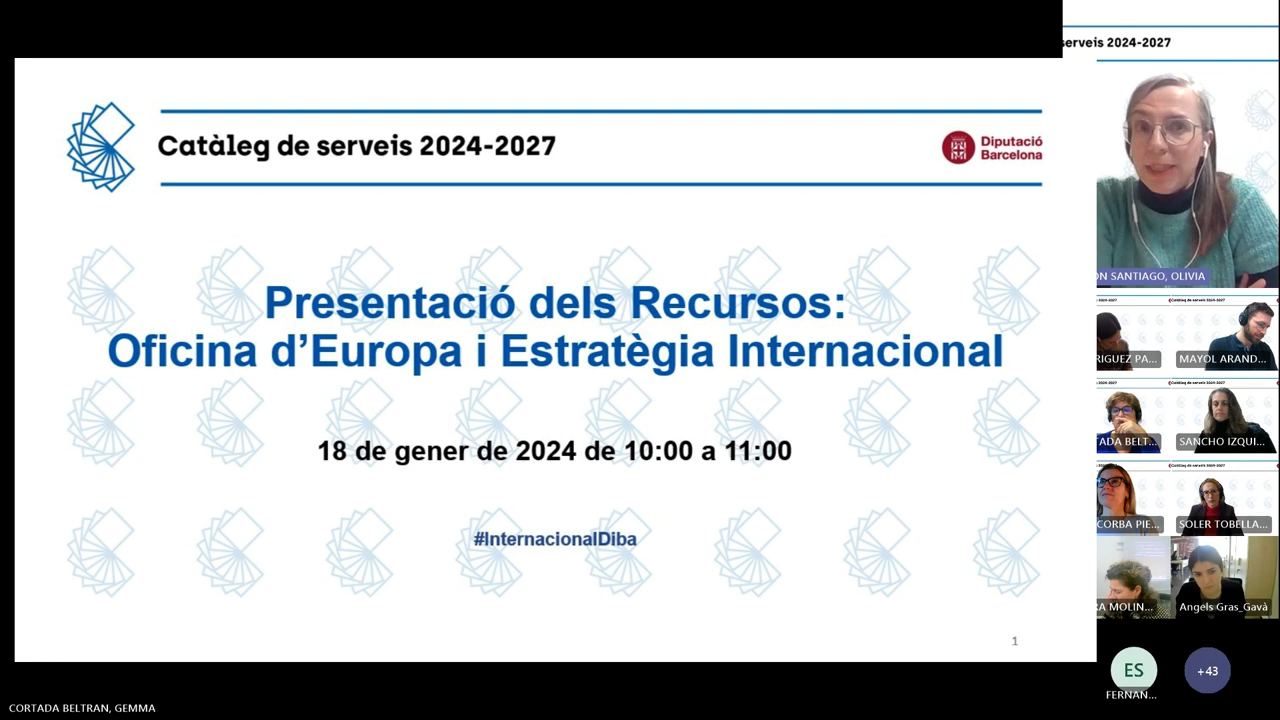 serveis 2024-2027
Catàleg de serveis 2024-2027
Diputació
Barcelona
Presentació dels Recursos:
Oficina d’Europa i Estratègia Internacional
18 de gener de 2024 de 10:00 a 11:00
#InternacionalDiba
1
ON SANTIAGO, OLIVIA
RIGUEZ PA...
MAYOL ARAND...
TADA BELT...
SANCHO IZQUI...
CORBA PIE...
SOLER TOBELLA...
RA MOLIN...
Angels Gras_Gavà
ES
+43
FERNAN...
CORTADA BELTRAN, GEMMA